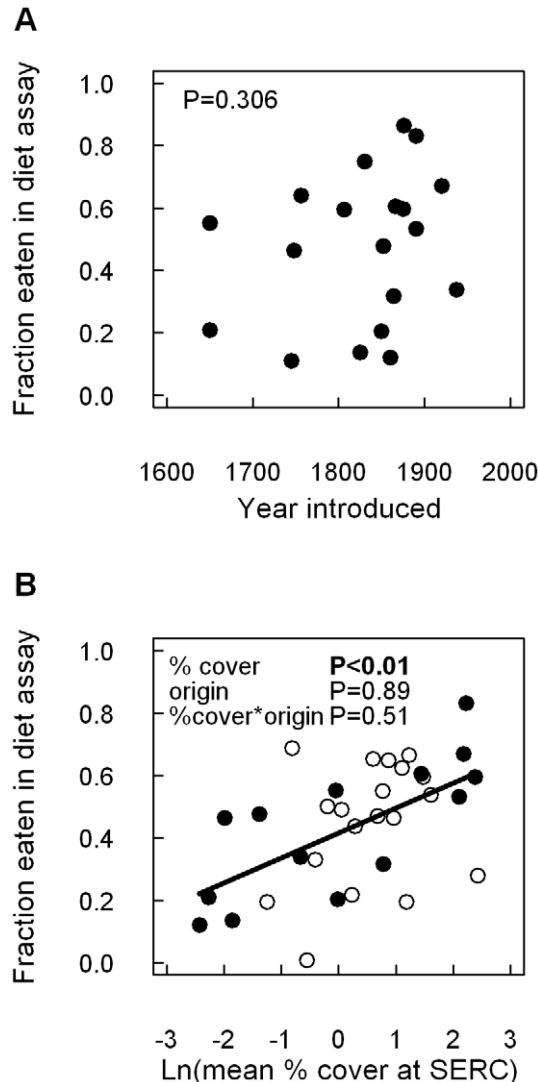 A
Fraction eaten in diet assay
1.0
0.8
0.6
0.4
0.2
0.0
P=0.306
1600 1700 1800 1900 2000
Year introduced
B
Fraction eaten in diet assay
1.0
0.8
0.6
0.4
0.2
0.0
% cover P<0.01
origin P=0.89
%cover*origin P=0.51
-3 -2 -1 0 1 2 3
Ln(mean % cover at SERC)